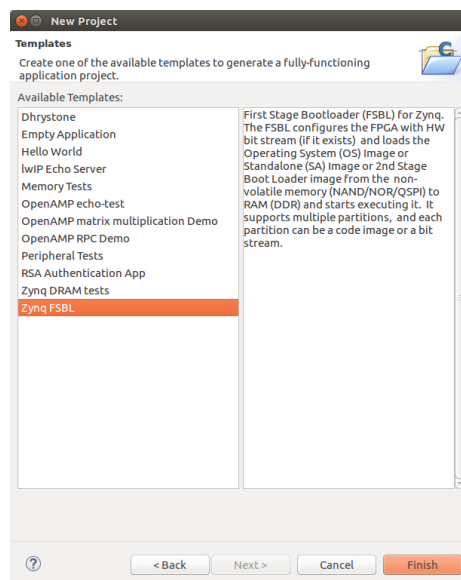 New Project
Templates
Create one of the available templates to generate a fully-functioning
application project.
C
Available Templates:
Dhrystone
Empty Application
Hello World
lwIP Echo Server
Memory Tests
OpenAMP echo-test
OpenAMP matrix multiplication Demo
OpenAMP RPC Demo
Peripheral Tests
RSA Authentication App
Zynq DRAM tests
Zynq FSBL
First Stage Bootloader (FSBL) for Zynq.
The FSBL configures the FPGA with HW
bit stream (if it exists) and loads the
Operating System (OS) Image or
Standalone (SA) Image or 2nd Stage
Boot Loader image from the non-
volatile memory (NAND/NOR/QSPI) to
RAM (DDR) and starts executing it. It
supports multiple partitions, and each
partition can be a code image or a bit
stream.
?
< Back
Next >
Cancel
Finish